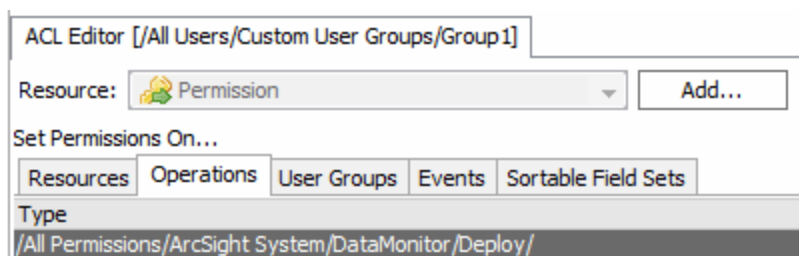 ACL Editor [/All Users/Custom User Groups/Group1]
Resource: Permission Add...
Set Permissions On...
Resources Operations User Groups Events Sortable Field Sets
Type
/All Permissions/ArcSight System/DataMonitor/Deploy/